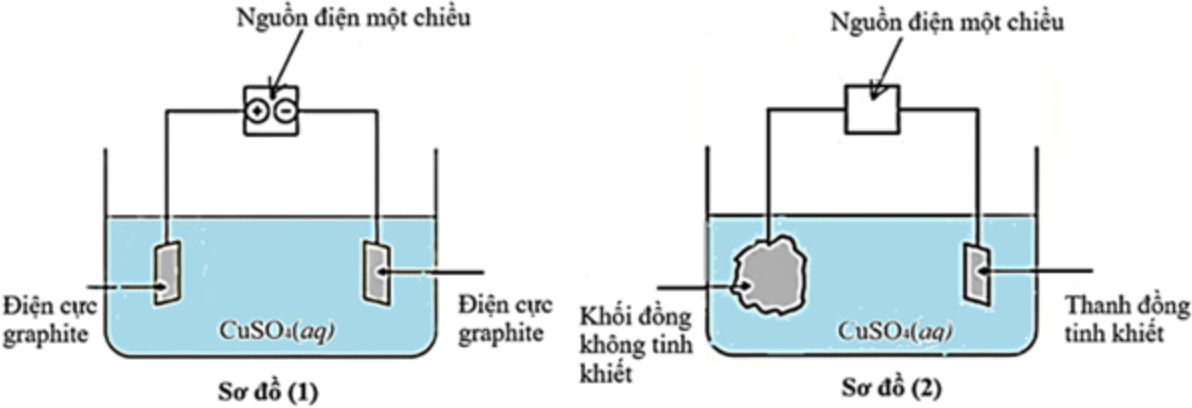 Nguồn điện một chiều
+ −
Điện cực
graphite
Điện cực
graphite
CuSO₄(aq)
Sơ đồ (1)
Nguồn điện một chiều
Khối đồng
không tinh
khiết
Thanh đồng
tinh khiết
CuSO₄(aq)
Sơ đồ (2)